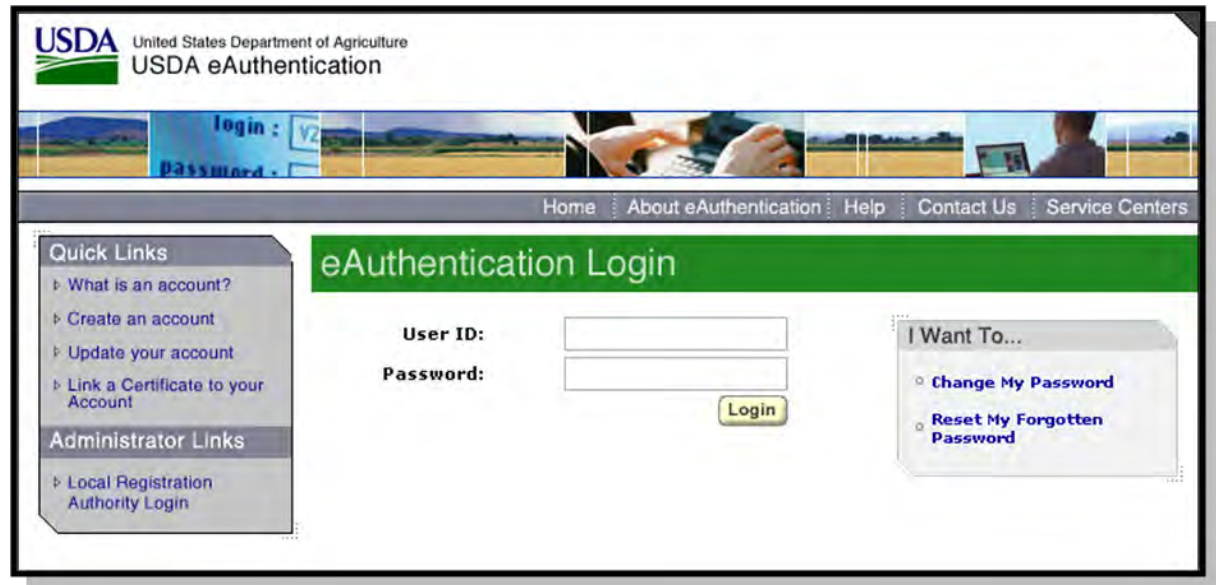 USDA
United States Department of Agriculture
USDA eAuthentication
login :
V2
password :
Home
About eAuthentication
Help
Contact Us
Service Centers
Quick Links
What is an account?
Create an account
Update your account
Link a Certificate to your
Account
Administrator Links
Local Registration
Authority Login
eAuthentication Login
User ID:
Password:
Login
I Want To...
Change My Password
Reset My Forgotten
Password